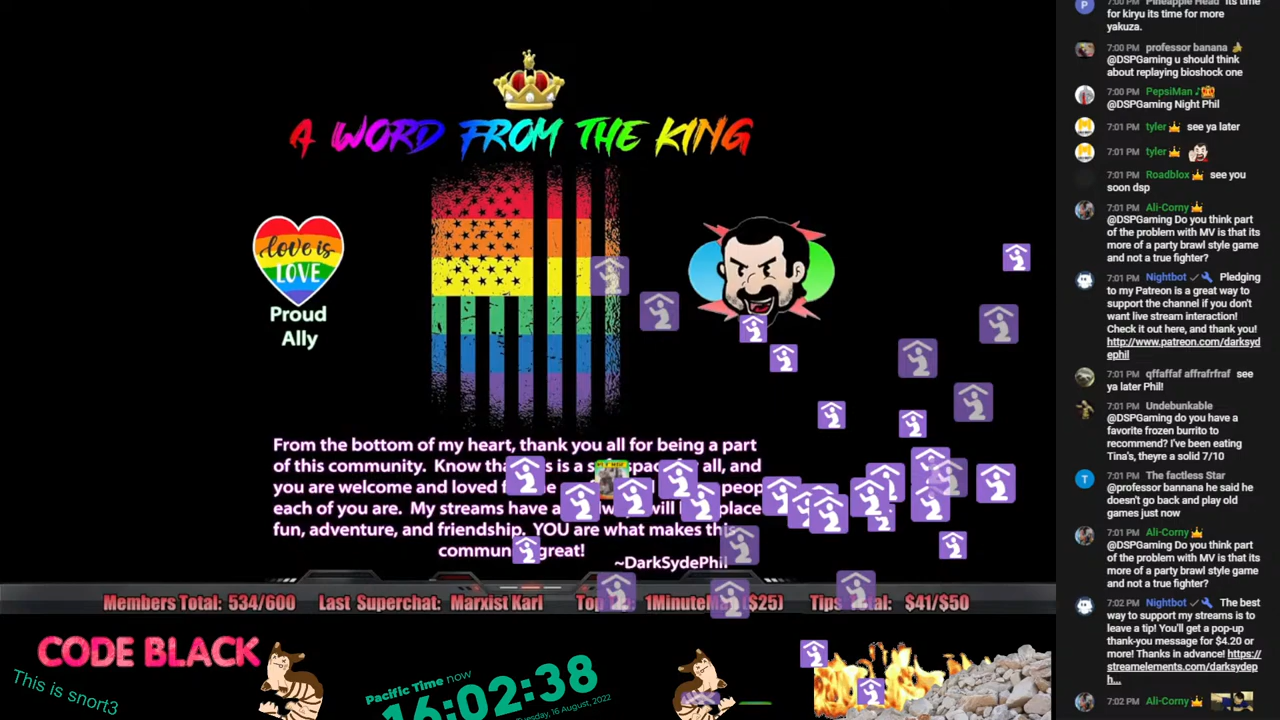 A WORD FROM THE KING
love is
LOVE
Proud
Ally
From the bottom of my heart, thank you all for being a part
of this community. Know is a all, and
you are welcome and loved
each of you are. My streams have place
fun, adventure, and friendship. YOU are what makes this
great!
~DarkSydePhil
Members Total: 534/600 Last Superchat: Marxist Karl ($25) $41/$50
CODE BLACK
This is snort3
Pacific Time now
16:02:38
Tuesday, 16 August, 2022
for kiryu its time for more
yakuza.
7:00 PM professor banana
@DSPGaming u should think
about replaying bioshock one
7:00 PM PepsiMan
@DSPGaming Night Phil
7:01 PM tyler see ya later
7:01 PM tyler
7:01 PM Roadblox see you
soon dsp
7:01 PM Ali-Corny
@DSPGaming Do you think part
of the problem with MV is that its
more of a party brawl style game
and not a true fighter?
7:01 PM Nightbot Pledging
to my Patreon is a great way to
support the channel if you don't
want live stream interaction!
Check it out here, and thank you!
http://www.patreon.com/darksyd
ephil
7:01 PM qffaffaf affrafrfraf see
ya later Phil!
7:01 PM Undebunkable
@DSPGaming do you have a
favorite frozen burrito to
recommend? I've been eating
Tina's, theyre a solid 7/10
7:01 PM The factless Star
@professor bannana he said he
doesn't go back and play old
games just now
7:01 PM Ali-Corny
@DSPGaming Do you think part
of the problem with MV is that its
more of a party brawl style game
and not a true fighter?
7:02 PM Nightbot The best
way to support my streams is to
leave a tip! You'll get a pop-up
thank-you message for $4.20 or
more! Thanks in advance! https://
streamelements.com/darksydep
h...
7:02 PM Ali-Corny